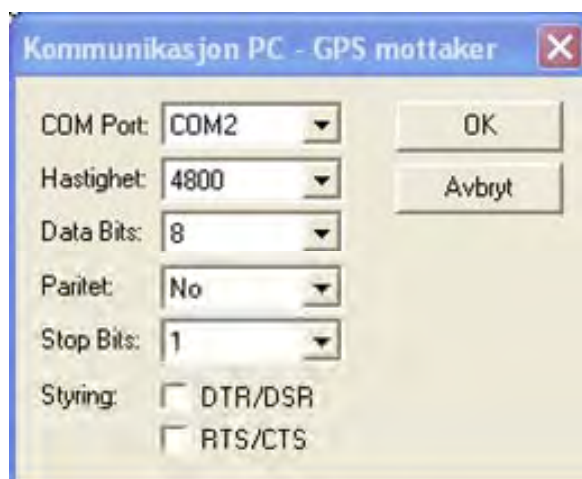 Kommunikasjon PC - GPS mottaker
COM Port: COM2
OK
Hastighet: 4800
Avbryt
Data Bits: 8
Paritet: No
Stop Bits: 1
Styring: DTR/DSR
RTS/CTS